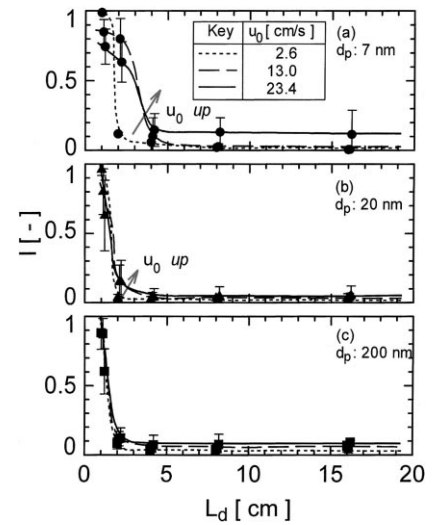 1
0.5
0
(a)
dp: 7 nm
Key u0 [cm/s]
2.6
13.0
23.4
u0 up
I [ - ]
0.5
0
(b)
dp: 20 nm
u0 up
0.5
0
(c)
dp: 200 nm
0 5 10 15 20
Ld [ cm ]